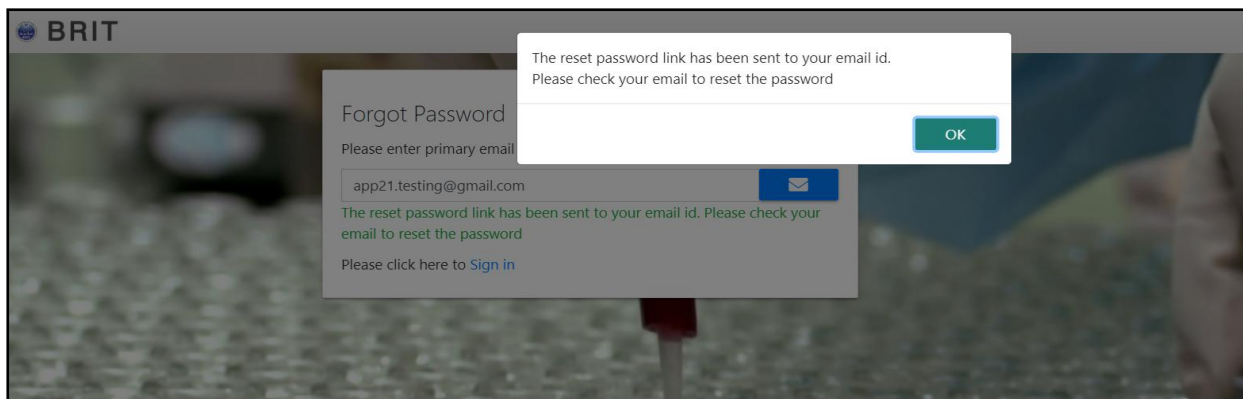 BRIT
The reset password link has been sent to your email id.
Please check your email to reset the password
OK
Forgot Password
Please enter primary email
app21.testing@gmail.com
The reset password link has been sent to your email id. Please check your
email to reset the password
Please click here to Sign in